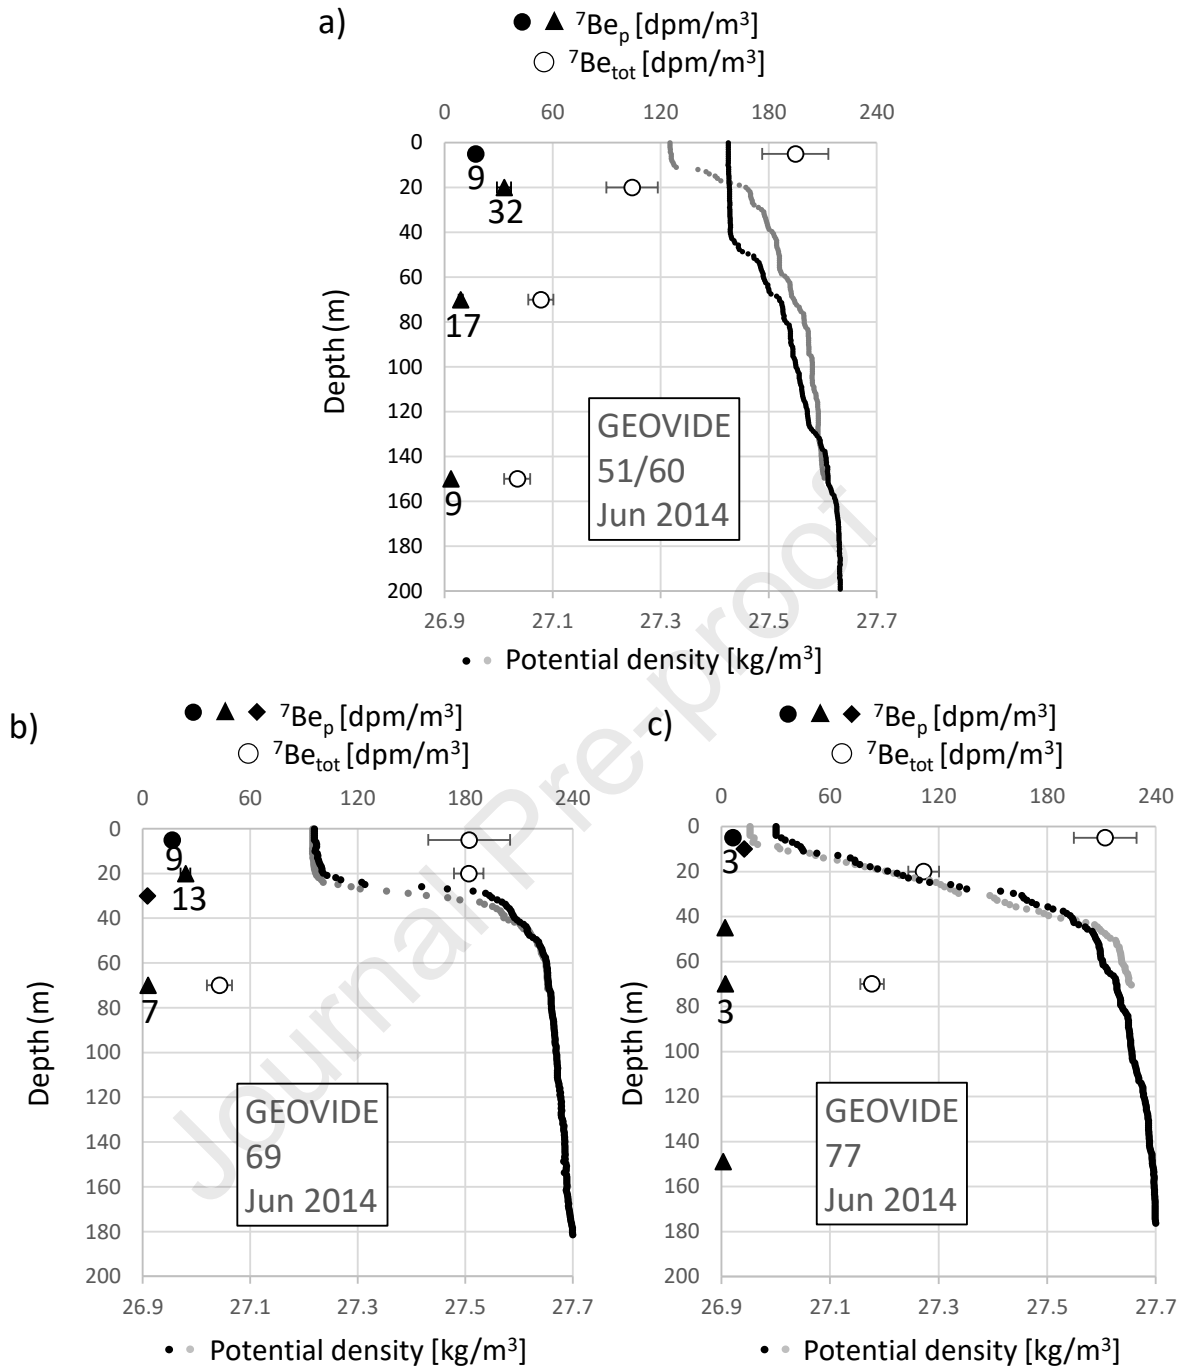 a)
● ▲ ⁷Beₚ [dpm/m³]
○ ⁷Beₜₒₜ [dpm/m³]
0 60 120 180 240
0
20
40
60
80
100
120
140
160
180
200
Depth (m)
9
32
17
9
GEOVIDE
51/60
Jun 2014
26.9 27.1 27.3 27.5 27.7
• • Potential density [kg/m³]
b)
● ▲ ◆ ⁷Beₚ [dpm/m³]
○ ⁷Beₜₒₜ [dpm/m³]
0 60 120 180 240
0
20
40
60
80
100
120
140
160
180
200
Depth (m)
9
13
7
GEOVIDE
69
Jun 2014
26.9 27.1 27.3 27.5 27.7
• • Potential density [kg/m³]
c)
● ▲ ◆ ⁷Beₚ [dpm/m³]
○ ⁷Beₜₒₜ [dpm/m³]
0 60 120 180 240
0
20
40
60
80
100
120
140
160
180
200
Depth (m)
3
3
GEOVIDE
77
Jun 2014
26.9 27.1 27.3 27.5 27.7
• • Potential density [kg/m³]
Journal Pre-proof